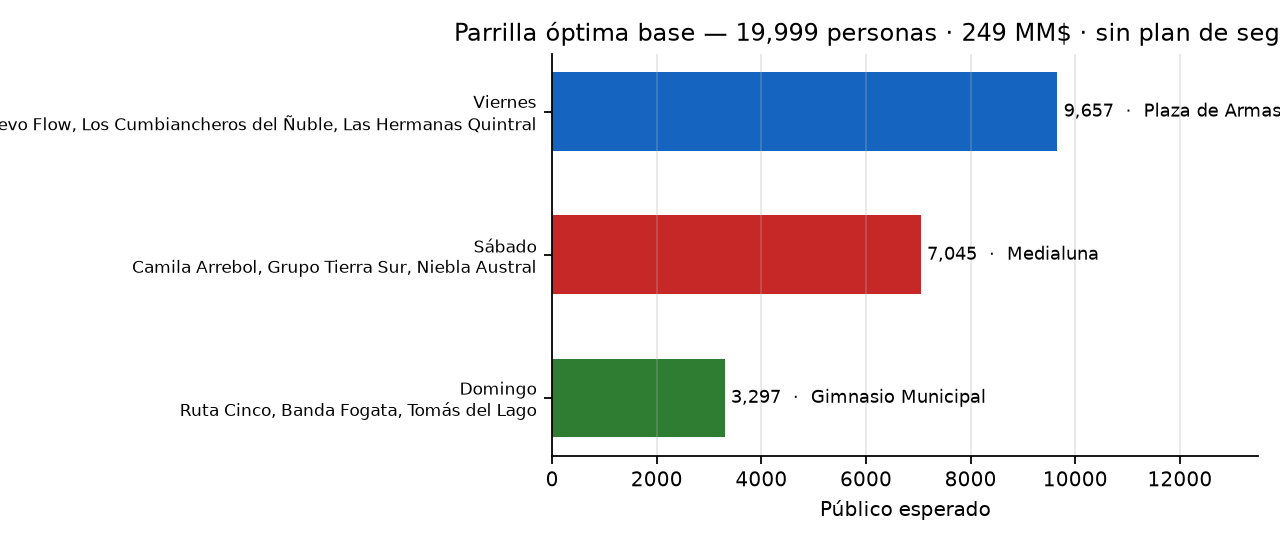 Parrilla óptima base — 19,999 personas · 249 MM$ · sin plan de seg
Viernes
Flow, Los Cumbiancheros del Ñuble, Las Hermanas Quintral
9,657 · Plaza de Armas
Sábado
Camila Arrebol, Grupo Tierra Sur, Niebla Austral
7,045 · Medialuna
Domingo
Ruta Cinco, Banda Fogata, Tomás del Lago
3,297 · Gimnasio Municipal
0 2000 4000 6000 8000 10000 12000
Público esperado